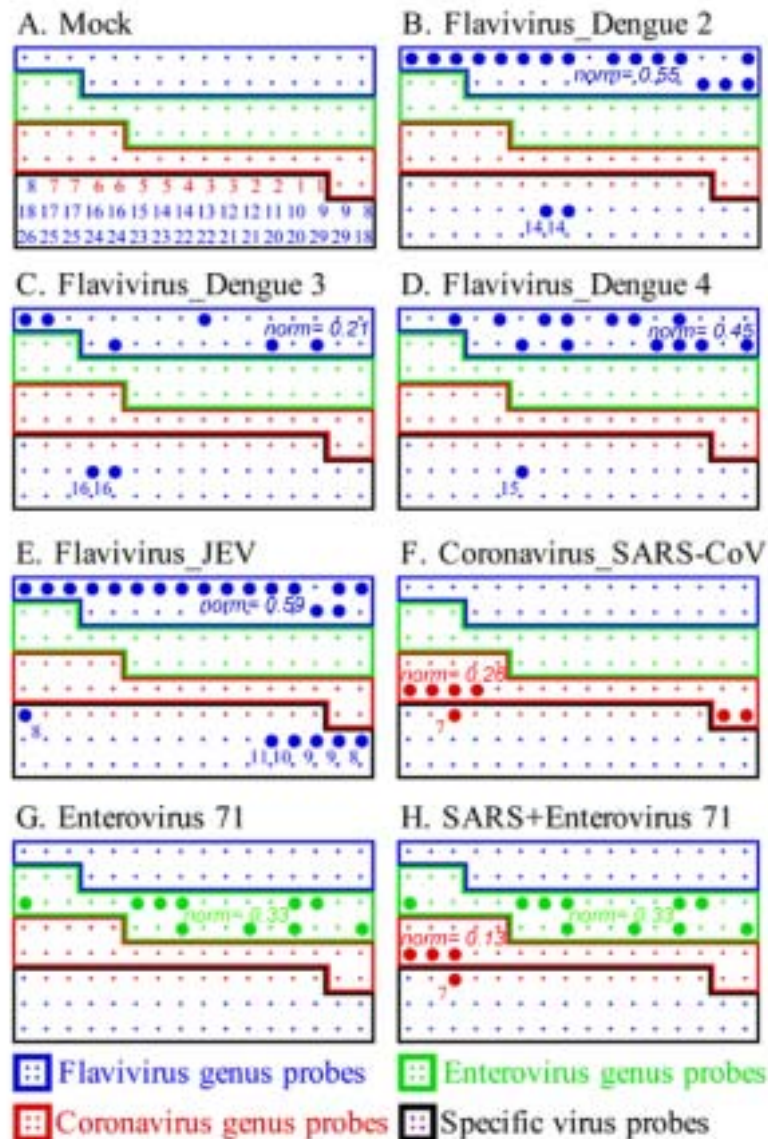 A. Mock
B. Flavivirus_Dengue 2
norm= 0.55
8 7 7 6 6 5 5 4 3 3 2 2 1 1
18 17 17 16 16 15 14 14 13 12 12 11 10 9 9 8
26 25 25 24 24 23 23 22 22 21 21 20 20 29 29 18
14 14
C. Flavivirus_Dengue 3
D. Flavivirus_Dengue 4
norm= 0.21
norm= 0.45
16 16
15
E. Flavivirus_JEV
F. Coronavirus_SARS-CoV
norm= 0.59
norm= 0.26
8
7
11 10 9 9 8
G. Enterovirus 71
H. SARS+Enterovirus 71
norm= 0.33
norm= 0.33
norm= 0.13
7
Flavivirus genus probes
Enterovirus genus probes
Coronavirus genus probes
Specific virus probes